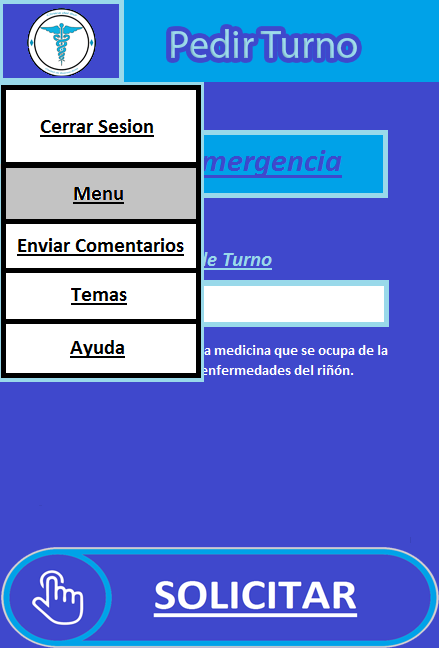 Pedir Turno
Cerrar Sesion
mergencia
Menu
Enviar Comentarios
de Turno
Temas
a medicina que se ocupa de la
Ayuda
enfermedades del riñón.
SOLICITAR